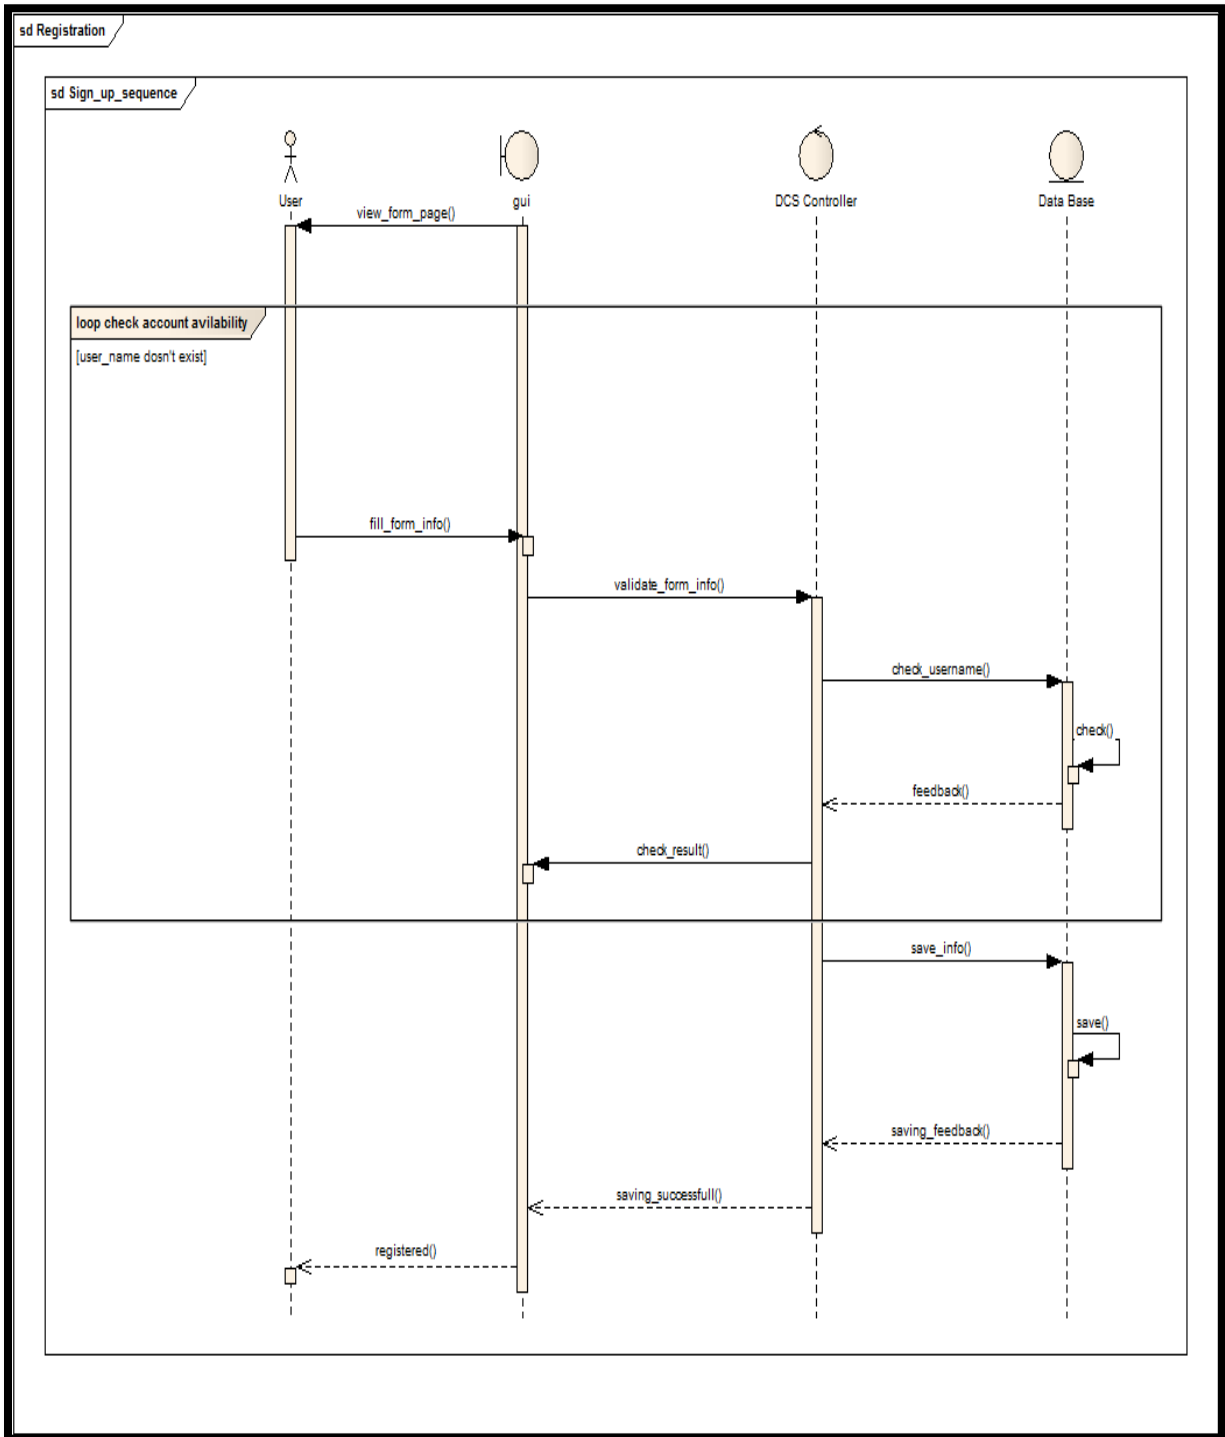 sd Registration
sd Sign_up_sequence
User
gui
DCS Controller
Data Base
view_form_page()
loop check account avilability
[user_name dosn't exist]
fill_form_info()
validate_form_info()
check_username()
check()
feedback()
check_result()
save_info()
save()
saving_feedback()
saving_successfull()
registered()